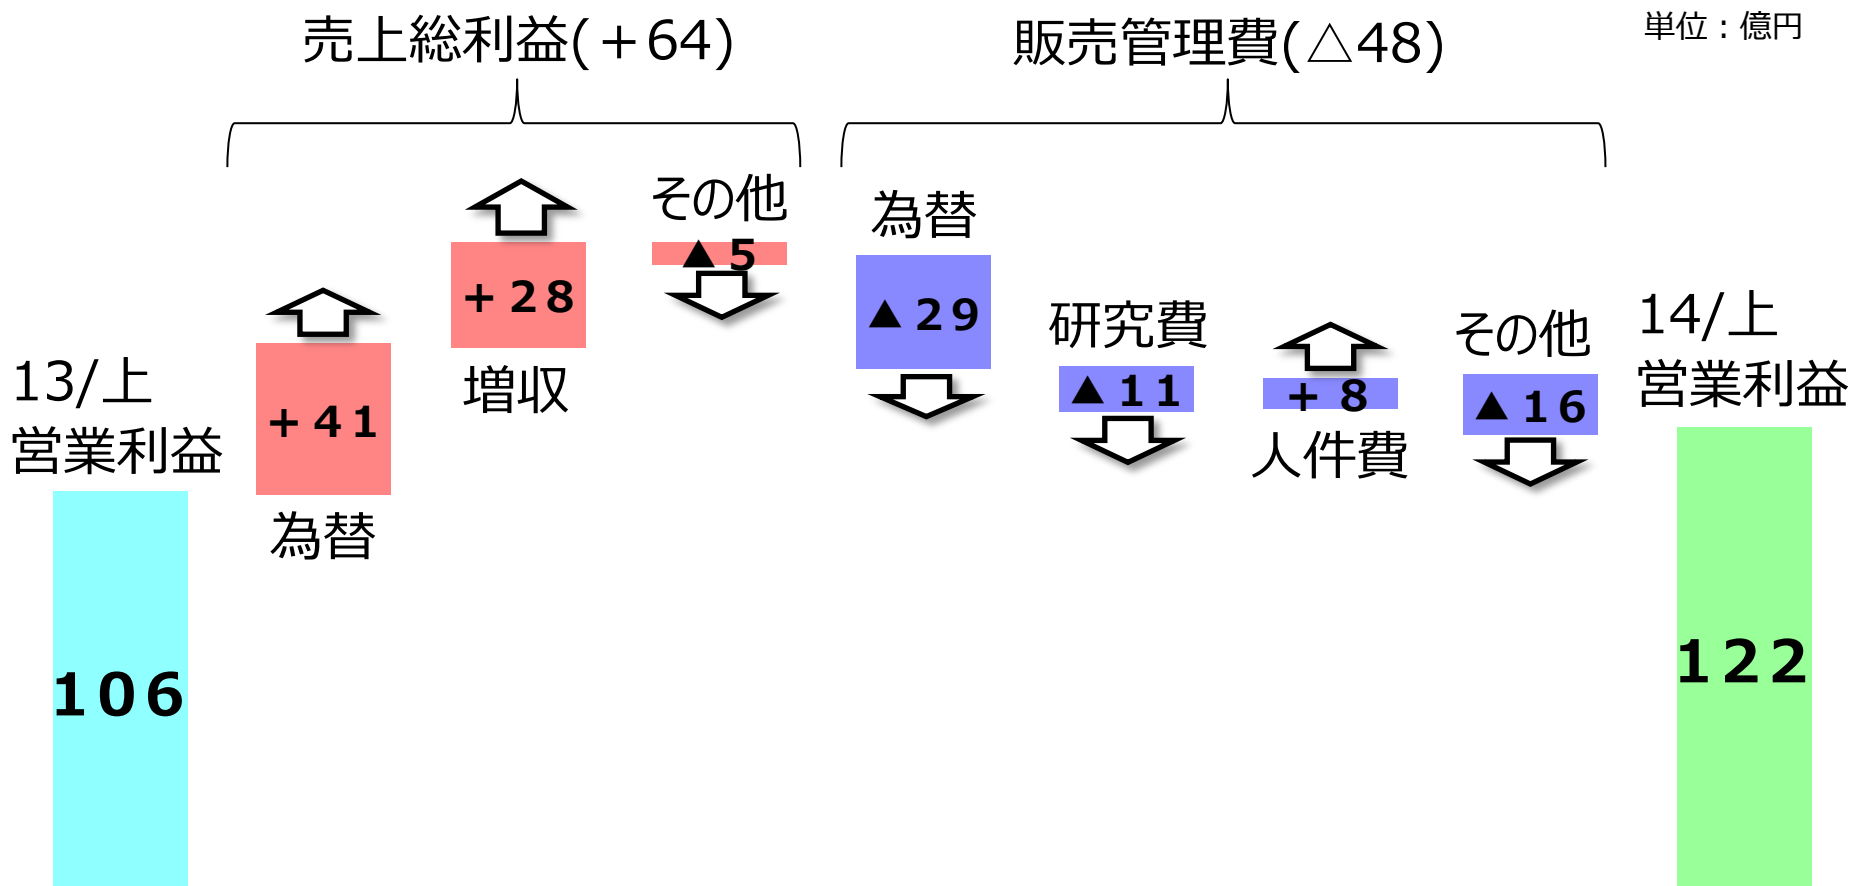 売上総利益(＋64)
販売管理費(△48)
単位：億円
13/上
営業利益
106
+41
為替
+28
増収
その他
▲5
為替
▲29
研究費
▲11
+8
人件費
その他
▲16
14/上
営業利益
122